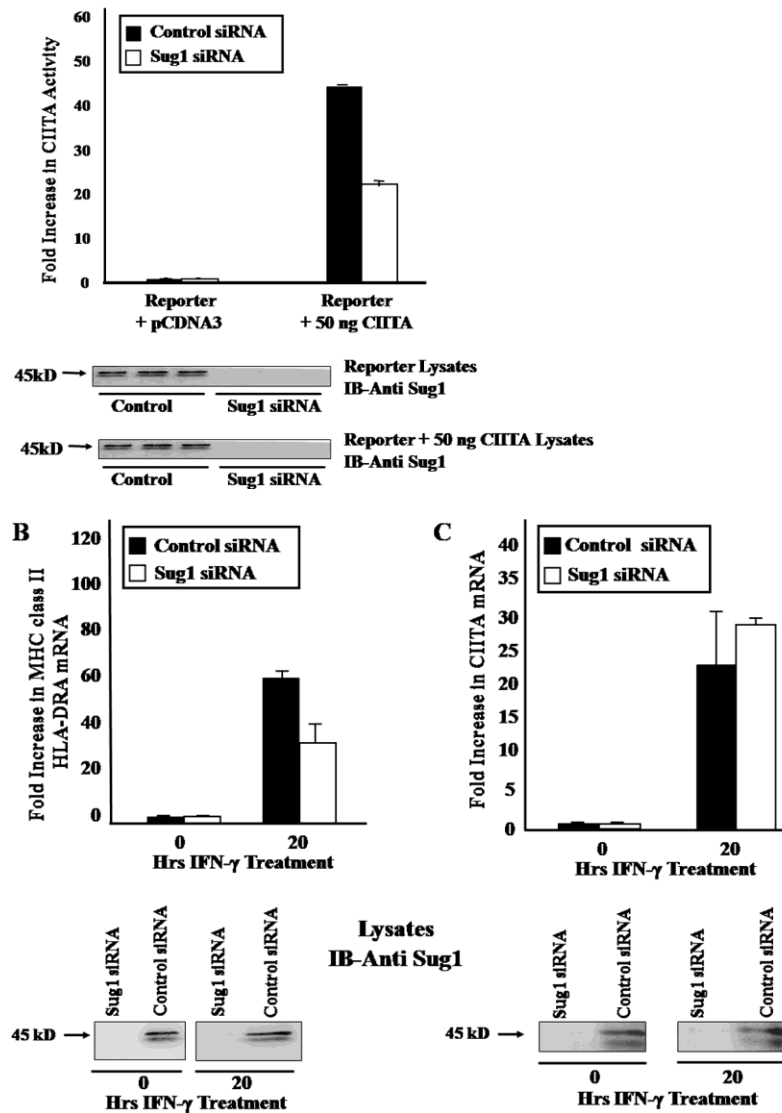 60
50
40
30
20
10
0
Fold Increase in CIITA Activity
Control siRNA
Sug1 siRNA
Reporter
+ pCDNA3
Reporter
+ 50 ng CIITA
45kD
Control
Sug1 siRNA
Reporter Lysates
IB-Anti Sug1
45kD
Control
Sug1 siRNA
Reporter + 50 ng CIITA Lysates
IB-Anti Sug1
B
120
100
80
60
40
20
0
Fold Increase in MHC class II
HLA-DRA mRNA
Control siRNA
Sug1 siRNA
0
20
Hrs IFN-γ Treatment
C
40
35
30
25
20
15
10
5
0
Fold Increase in CIITA mRNA
Control siRNA
Sug1 siRNA
0
20
Hrs IFN-γ Treatment
Sug1 siRNA
Control siRNA
Sug1 siRNA
Control siRNA
45 kD
0
20
Hrs IFN-γ Treatment
Lysates
IB-Anti Sug1
Sug1 siRNA
Control siRNA
Sug1 siRNA
Control siRNA
45 kD
0
20
Hrs IFN-γ Treatment